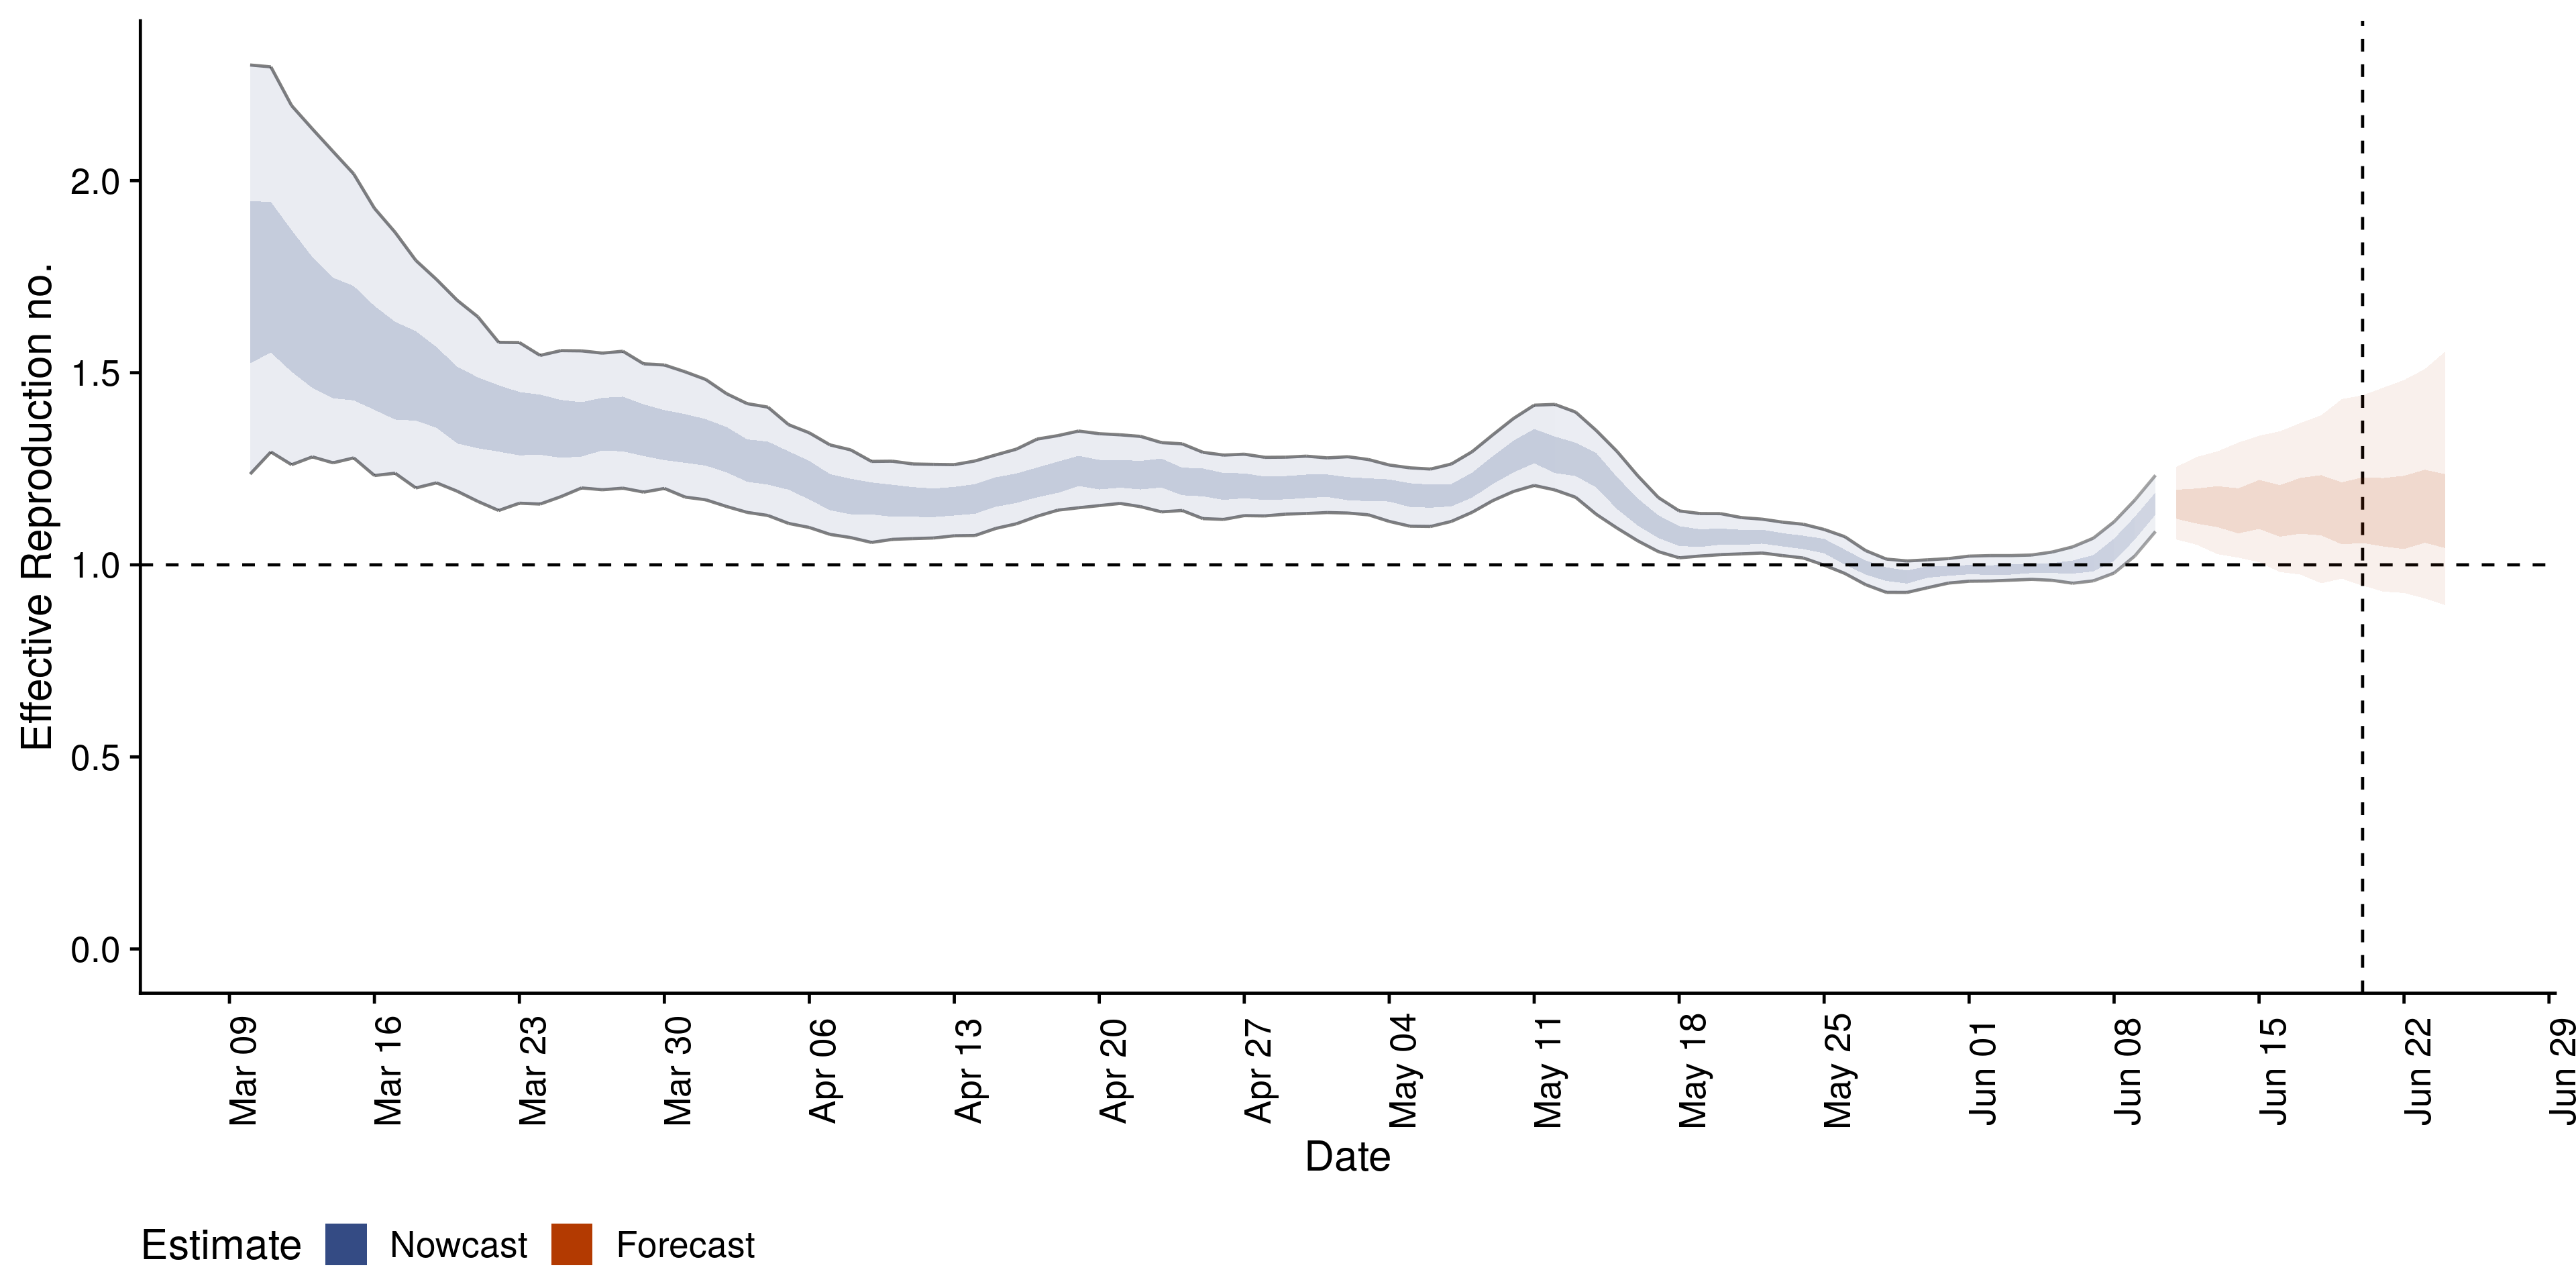 Effective Reproduction no.
2.0
1.5
1.0
0.5
0.0
Mar 09
Mar 16
Mar 23
Mar 30
Apr 06
Apr 13
Apr 20
Apr 27
May 04
May 11
May 18
May 25
Jun 01
Jun 08
Jun 15
Jun 22
Jun 29
Date
Estimate Nowcast Forecast